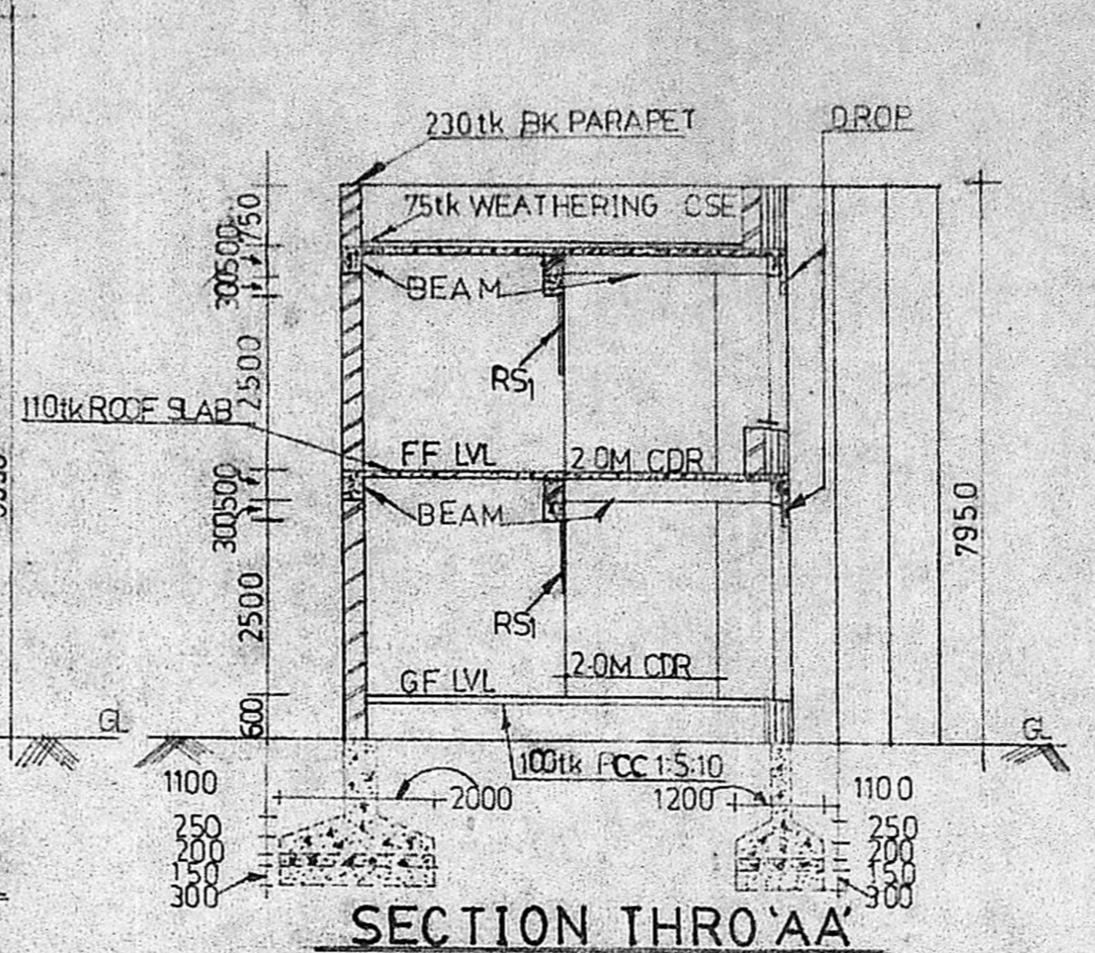 230tk BK PARAPET
DROP
75tk WEATHERING CSE
750
500
300
BEAM
RS1
2500
110tk ROOF SLAB
FF LVL
2.0M CDR
500
300
BEAM
7950
RS1
2500
2.0M CDR
GF LVL
600
GL
GL
100tk PCC 1:5:10
1100
2000
1200
1100
250
250
200
200
150
150
300
300
SECTION THRO 'AA'